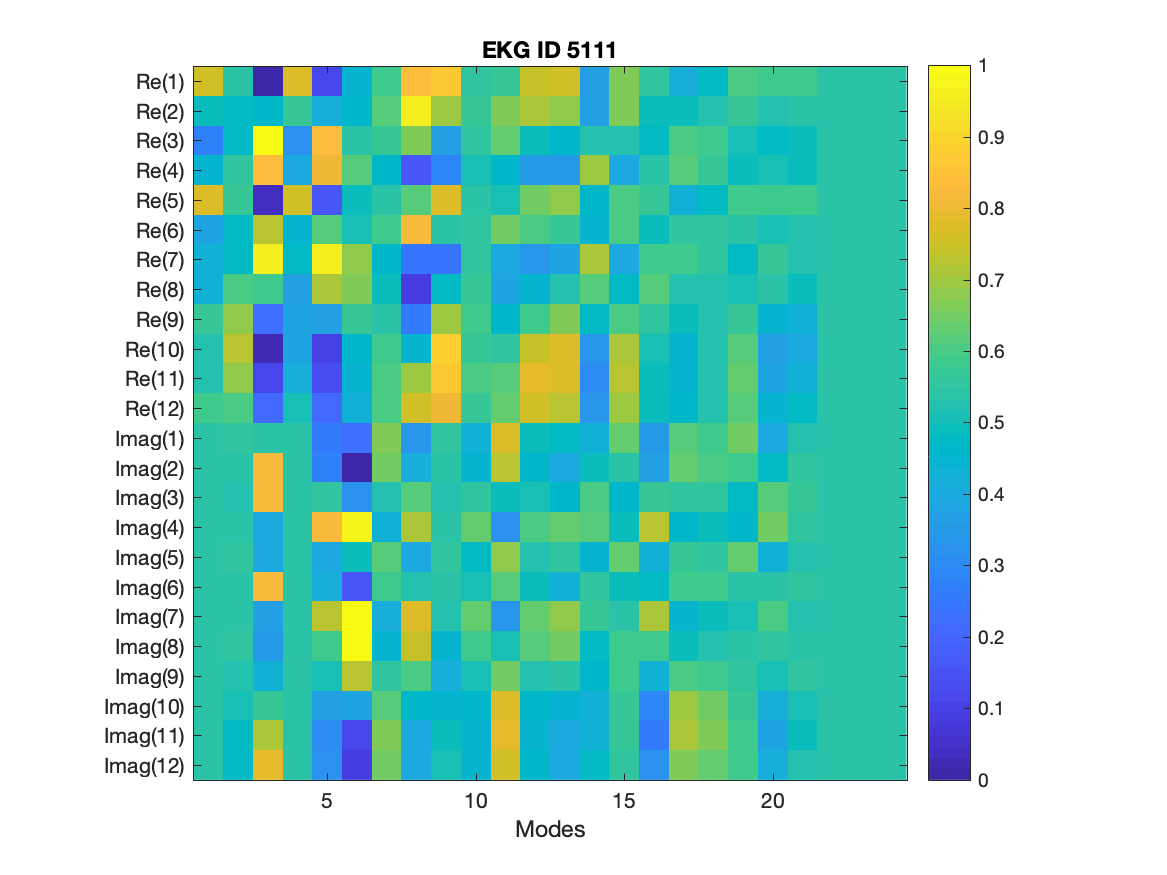 EKG ID 5111
Re(1)
Re(2)
Re(3)
Re(4)
Re(5)
Re(6)
Re(7)
Re(8)
Re(9)
Re(10)
Re(11)
Re(12)
Imag(1)
Imag(2)
Imag(3)
Imag(4)
Imag(5)
Imag(6)
Imag(7)
Imag(8)
Imag(9)
Imag(10)
Imag(11)
Imag(12)
5 10 15 20
Modes
1
0.9
0.8
0.7
0.6
0.5
0.4
0.3
0.2
0.1
0